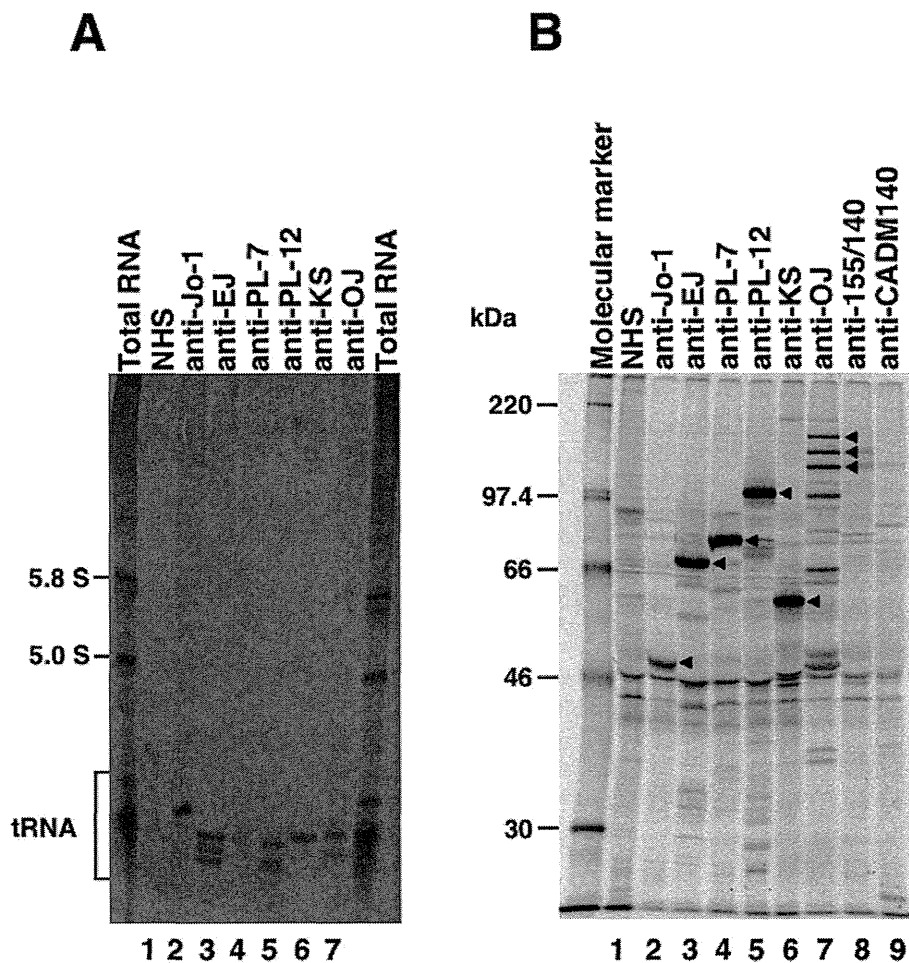 A
Total RNA
NHS
anti-Jo-1
anti-EJ
anti-PL-7
anti-PL-12
anti-KS
anti-OJ
Total RNA
5.8 S
5.0 S
tRNA
1 2 3 4 5 6 7
B
kDa
Molecular marker
NHS
anti-Jo-1
anti-EJ
anti-PL-7
anti-PL-12
anti-KS
anti-OJ
anti-155/140
anti-CADM140
220
97.4
66
46
30
1 2 3 4 5 6 7 8 9